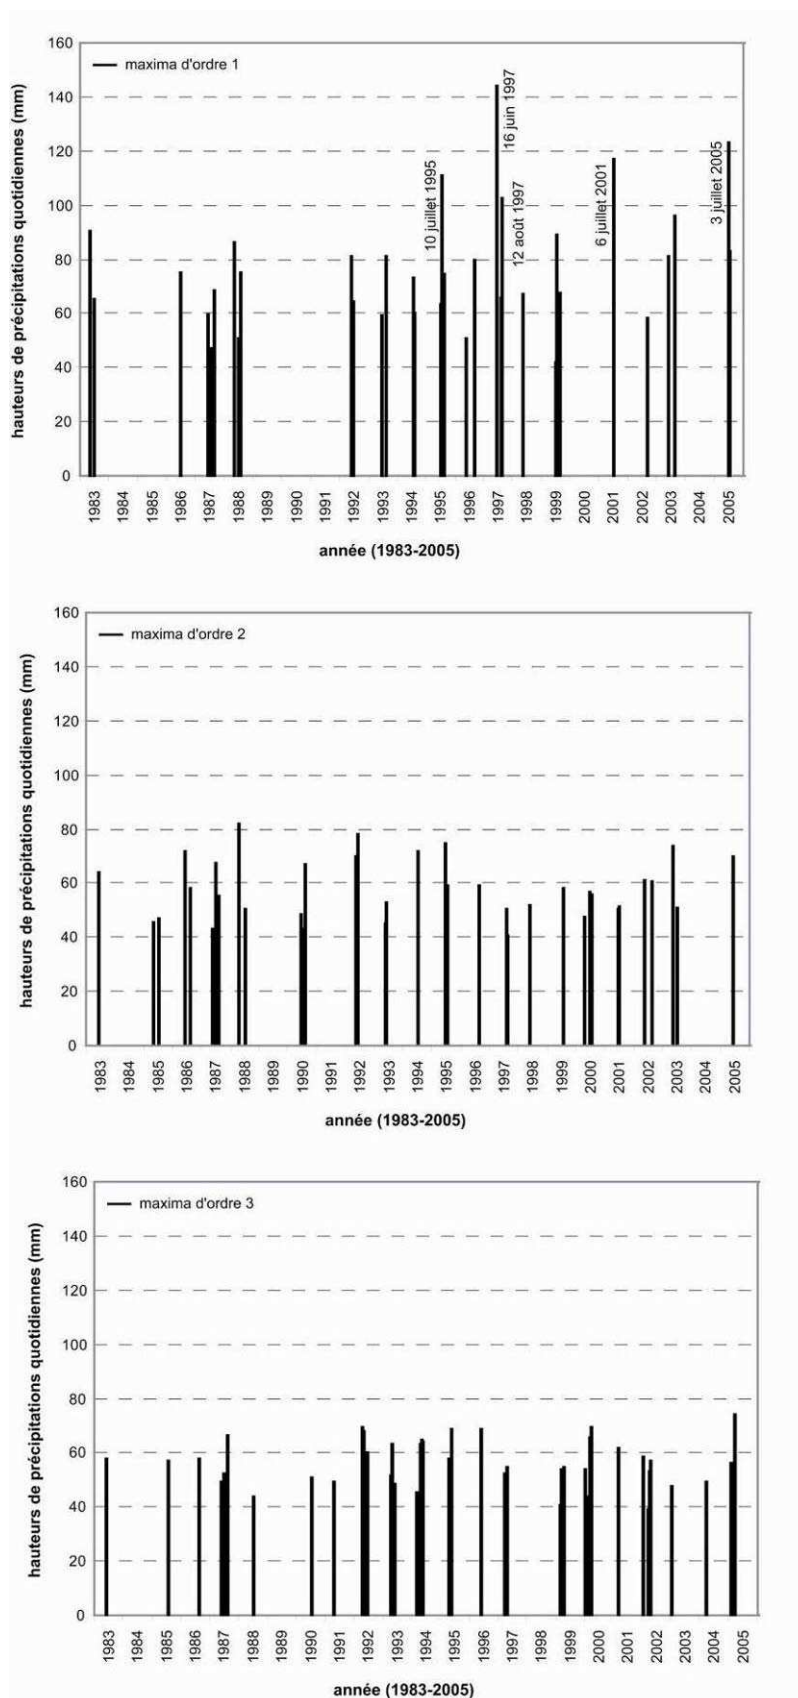 hauteurs de précipitations quotidiennes (mm)
160
140
120
100
80
60
40
20
0
maxima d'ordre 1
10 juillet 1995
16 juin 1997
12 août 1997
6 juillet 2001
3 juillet 2005
1983 1984 1985 1986 1987 1988 1989 1990 1991 1992 1993 1994 1995 1996 1997 1998 1999 2000 2001 2002 2003 2004 2005
année (1983-2005)
hauteurs de précipitations quotidiennes (mm)
160
140
120
100
80
60
40
20
0
maxima d'ordre 2
1983 1984 1985 1986 1987 1988 1989 1990 1991 1992 1993 1994 1995 1996 1997 1998 1999 2000 2001 2002 2003 2004 2005
année (1983-2005)
hauteurs de précipitations quotidiennes (mm)
160
140
120
100
80
60
40
20
0
maxima d'ordre 3
1983 1984 1985 1986 1987 1988 1989 1990 1991 1992 1993 1994 1995 1996 1997 1998 1999 2000 2001 2002 2003 2004 2005
année (1983-2005)